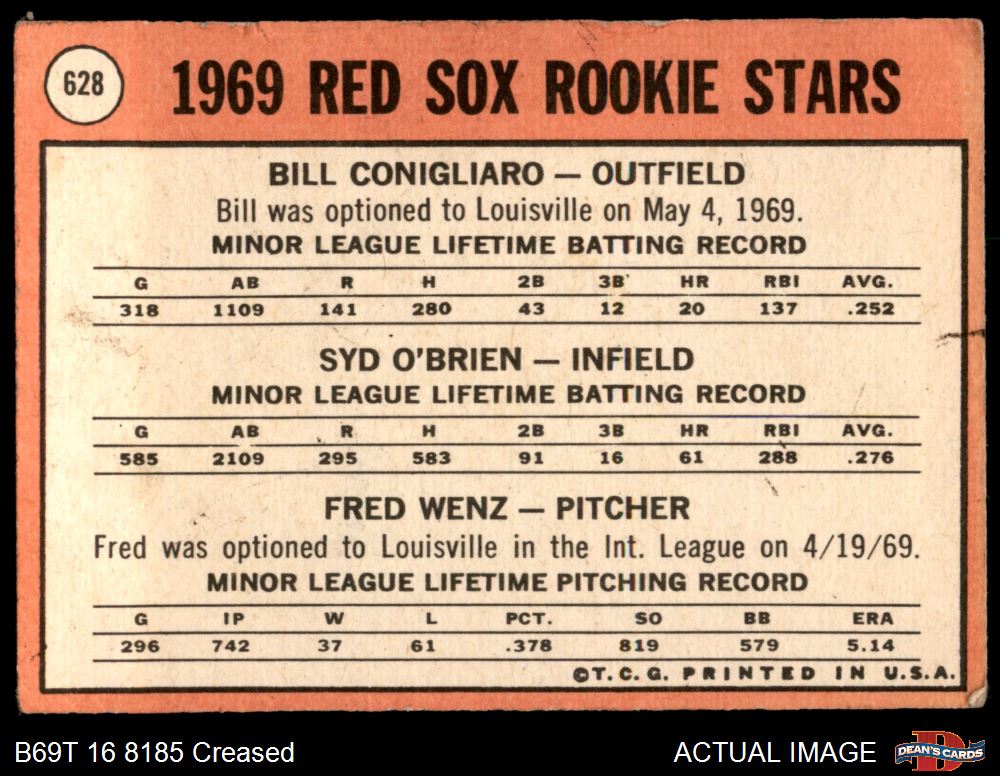 628
1969 RED SOX ROOKIE STARS
BILL CONIGLIARO — OUTFIELD
Bill was optioned to Louisville on May 4, 1969.
MINOR LEAGUE LIFETIME BATTING RECORD
G AB R H 2B 3B HR RBI AVG.
318 1109 141 280 43 12 20 137 .252
SYD O'BRIEN — INFIELD
MINOR LEAGUE LIFETIME BATTING RECORD
G AB R H 2B 3B HR RBI AVG.
585 2109 295 583 91 16 61 288 .276
FRED WENZ — PITCHER
Fred was optioned to Louisville in the Int. League on 4/19/69.
MINOR LEAGUE LIFETIME PITCHING RECORD
G IP W L PCT. SO BB ERA
296 742 37 61 .378 819 579 5.14
©T.C.G. PRINTED IN U.S.A.
B69T 16 8185 Creased
ACTUAL IMAGE
D
DEAN'S CARDS